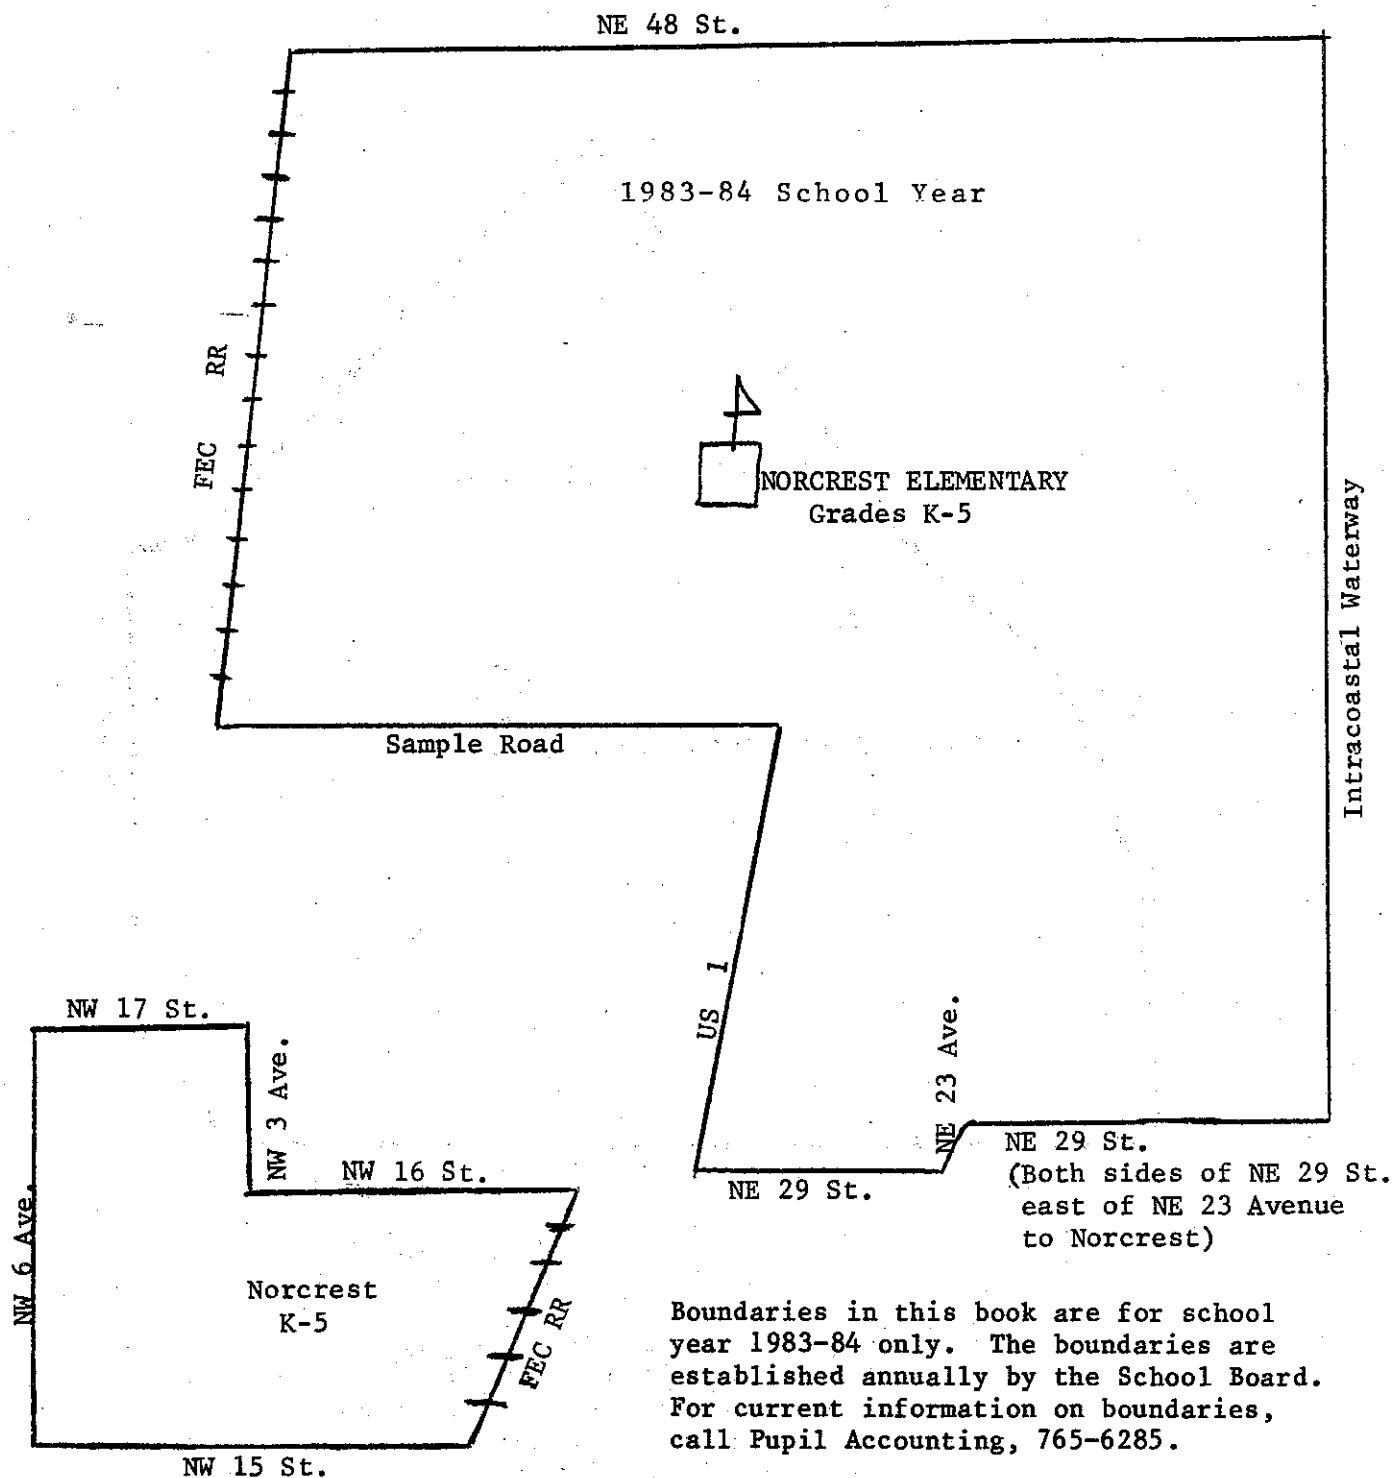 NE 48 St.
1983-84 School Year
FEC RR
NORCREST ELEMENTARY
Grades K-5
Intracoastal Waterway
Sample Road
US 1
NE 23 Ave.
NW 17 St.
NW 3 Ave.
NW 16 St.
NE 29 St.
NE 29 St.
(Both sides of NE 29 St.
east of NE 23 Avenue
to Norcrest)
NW 6 Ave.
Norcrest
K-5
FEC RR
NW 15 St.
Boundaries in this book are for school
year 1983-84 only. The boundaries are
established annually by the School Board.
For current information on boundaries,
call Pupil Accounting, 765-6285.